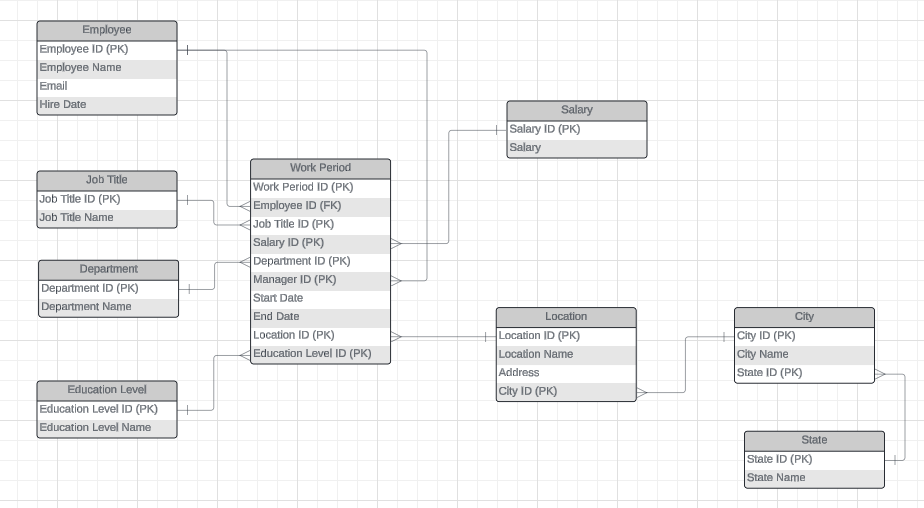 Employee
Employee ID (PK)
Employee Name
Email
Hire Date
Salary
Salary ID (PK)
Salary
Work Period
Work Period ID (PK)
Employee ID (FK)
Job Title ID (PK)
Salary ID (PK)
Department ID (PK)
Manager ID (PK)
Start Date
End Date
Location ID (PK)
Education Level ID (PK)
Job Title
Job Title ID (PK)
Job Title Name
Department
Department ID (PK)
Department Name
Education Level
Education Level ID (PK)
Education Level Name
Location
Location ID (PK)
Location Name
Address
City ID (PK)
City
City ID (PK)
City Name
State ID (PK)
State
State ID (PK)
State Name